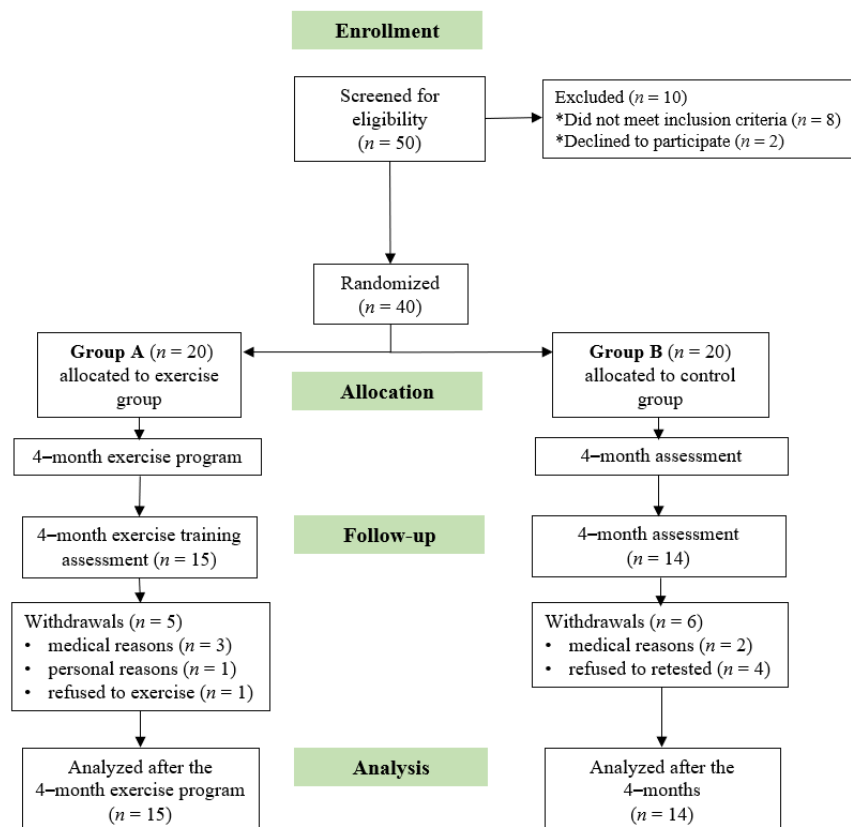 Enrollment
Screened for
eligibility
(n = 50)
Excluded (n = 10)
*Did not meet inclusion criteria (n = 8)
*Declined to participate (n = 2)
Randomized
(n = 40)
Group A (n = 20)
allocated to exercise
group
Group B (n = 20)
allocated to control
group
Allocation
4–month exercise program
4–month assessment
4–month exercise training
assessment (n = 15)
Follow-up
4–month assessment
(n = 14)
Withdrawals (n = 5)
• medical reasons (n = 3)
• personal reasons (n = 1)
• refused to exercise (n = 1)
Withdrawals (n = 6)
• medical reasons (n = 2)
• refused to retested (n = 4)
Analyzed after the
4–month exercise program
(n = 15)
Analysis
Analyzed after the
4–months
(n = 14)